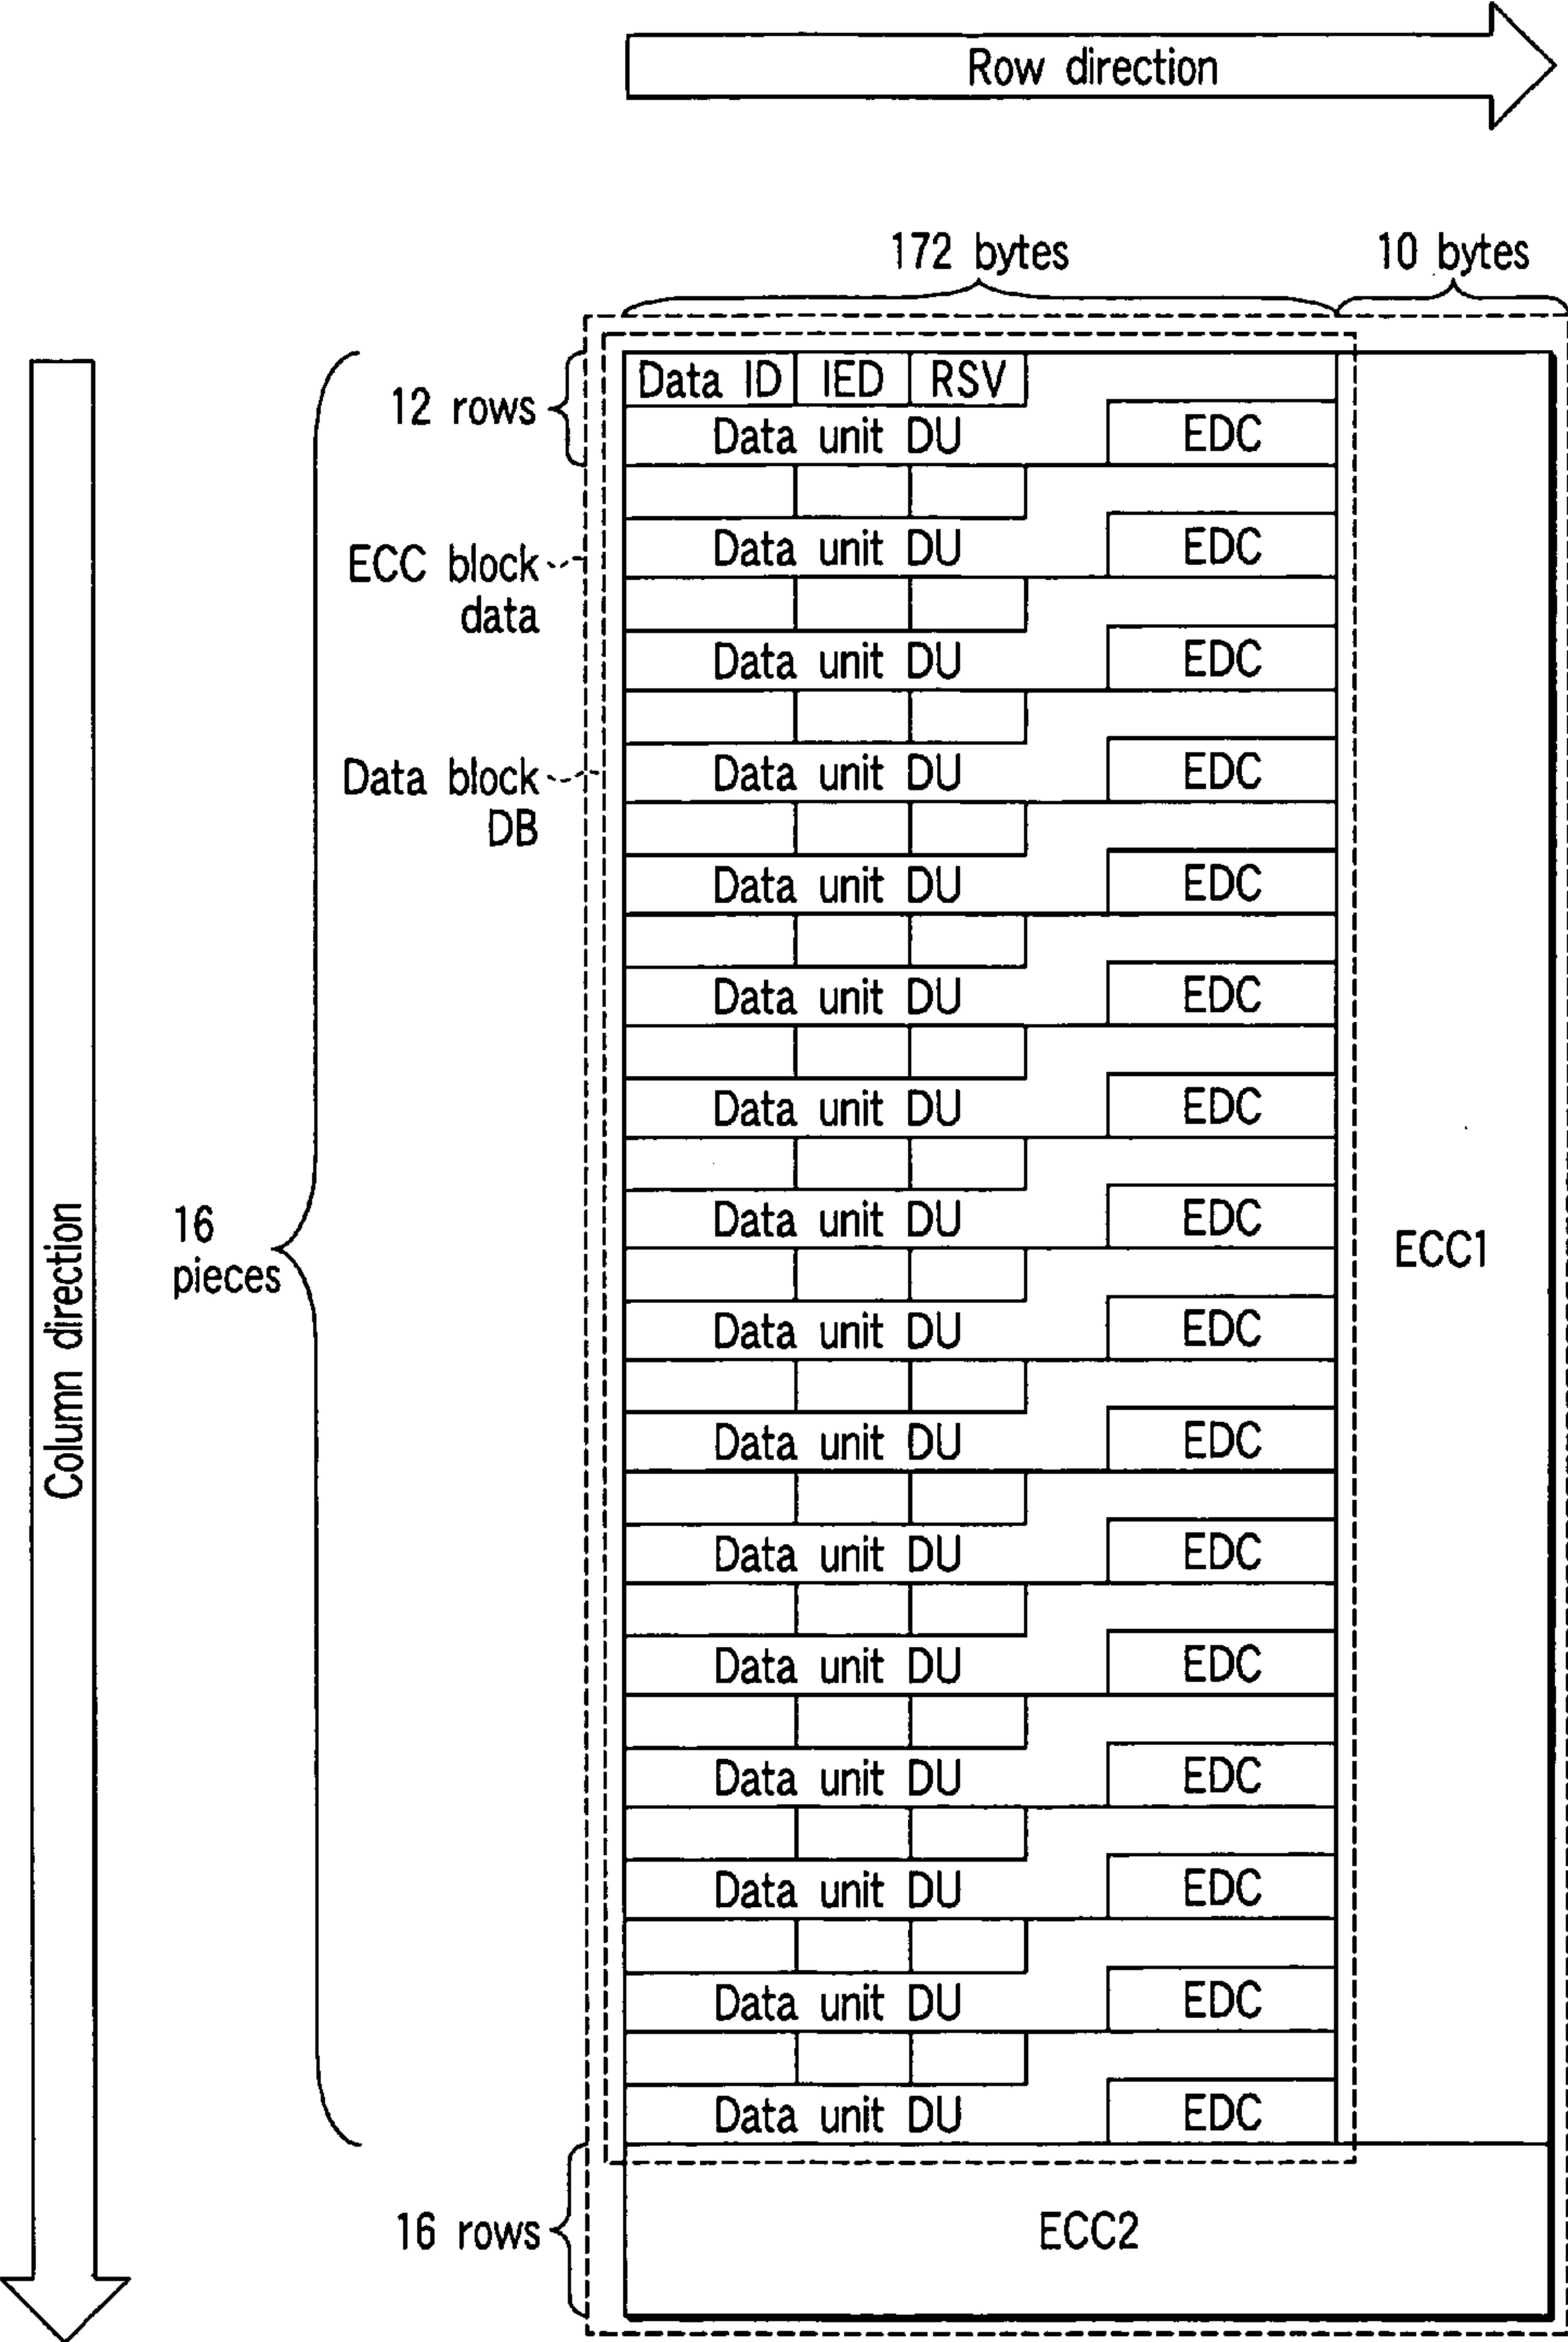 Row direction
172 bytes
10 bytes
Data ID IED RSV
12 rows
Data unit DU EDC
Data unit DU EDC
ECC block
data
Data unit DU EDC
Data unit DU EDC
Data block
DB
Data unit DU EDC
Data unit DU EDC
Data unit DU EDC
Data unit DU EDC
16
pieces
Column direction
ECC1
Data unit DU EDC
Data unit DU EDC
Data unit DU EDC
Data unit DU EDC
Data unit DU EDC
Data unit DU EDC
Data unit DU EDC
Data unit DU EDC
16 rows
ECC2